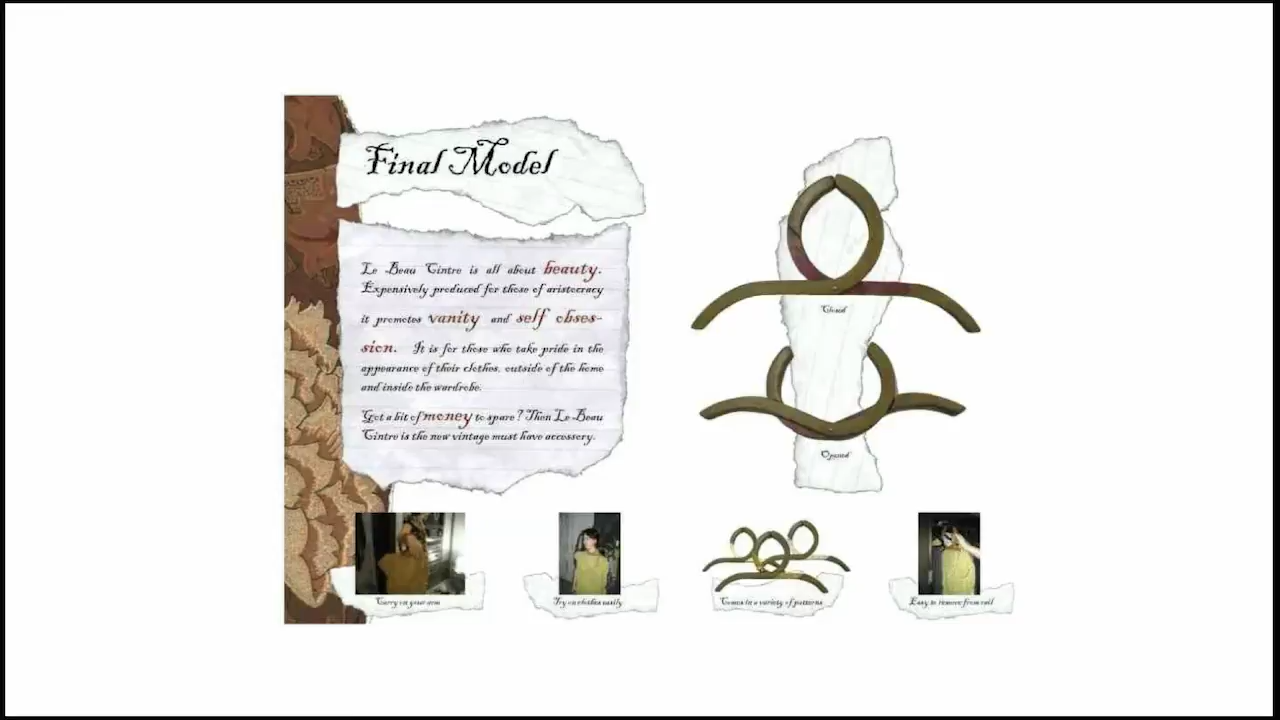 Final Model
Le Beau Cintre is all about beauty.
Expensively produced for those of aristocracy
it promotes vanity and self obses-
sion. It is for those who take pride in the
appearance of their clothes, outside of the home
and inside the wardrobe.
Got a bit of money to spare? Then Le Beau
Cintre is the new vintage must have accessory.
Closed
Opened
Carry on your arm
Try on clothes easily
Comes in a variety of patterns
Easy to remove from rail